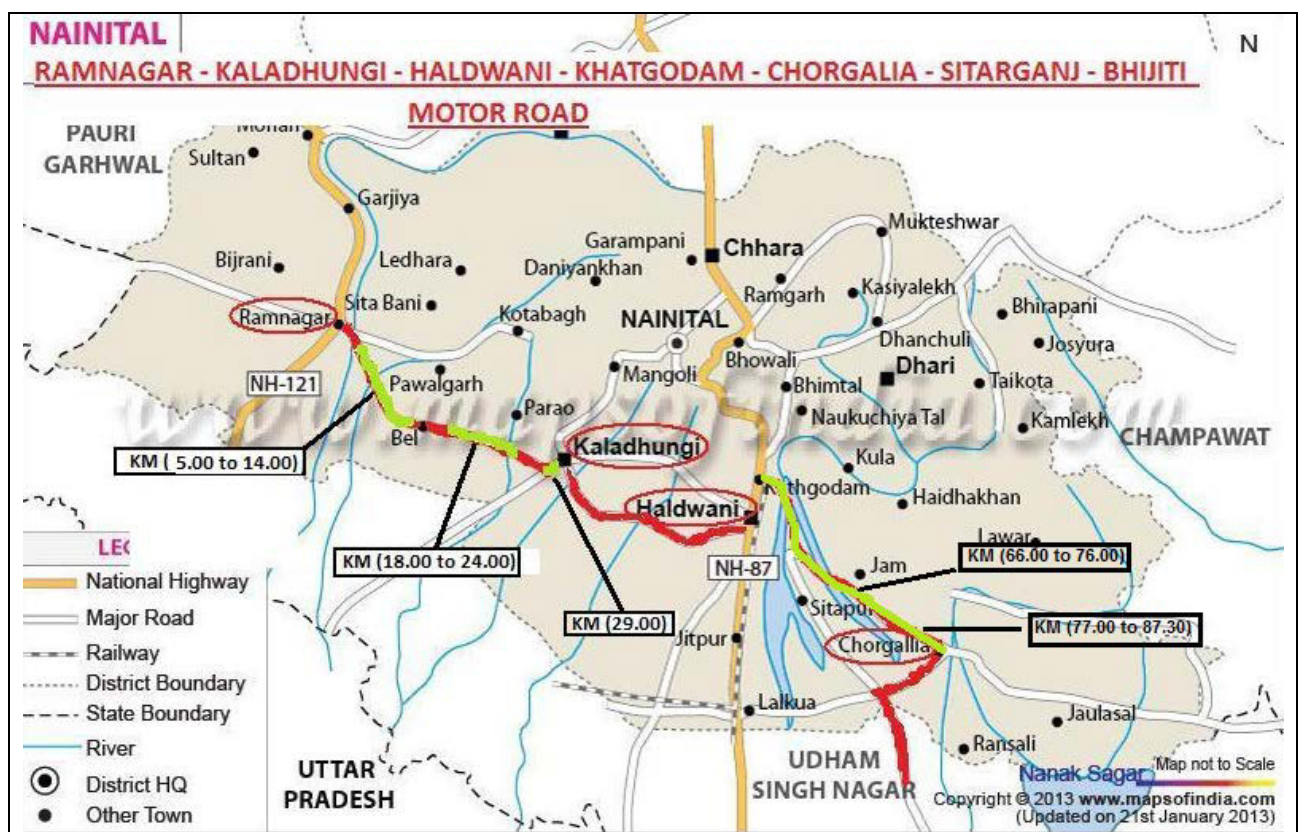 NAINITAL
N
RAMNAGAR - KALADHUNGI - HALDWANI - KHATGODAM - CHORGALIA - SITARGANJ - BHIJITI
MOTOR ROAD
PAURI
GARHWAL
Mohan
Sultan
Garjiya
Mukteshwar
Garampani
Chhara
Bijrani
Ledhara
Daniyankhan
Ramgarh
Kasiyalekh
Bhirapani
Sita Bani
Ramnagar
Kotabagh
NAINITAL
Dhanchuli
Josyura
Bhowali
Dhari
Mangoli
NH-121
Pawalgarh
Bhimtal
Taikota
www.mapsofindia.com
Parao
Naukuchiya Tal
Kamlekh
CHAMPAWAT
Bel
Kaladhungi
KM ( 5.00 to 14.00)
Kula
thgodam
Haidhakhan
Haldwani
Lawar
KM (18.00 to 24.00)
NH-87
Jam
KM (66.00 to 76.00)
KM (29.00)
Sitapur
KM (77.00 to 87.30)
Jitpur
Chorgallia
Lalkua
Jaulasal
Ransali
UDHAM
SINGH NAGAR
UTTAR
PRADESH
Nanak Sagar
LEG
National Highway
Major Road
Railway
District Boundary
State Boundary
River
District HQ
Other Town
Map not to Scale
Copyright © 2013 www.mapsofindia.com
(Updated on 21st January 2013)